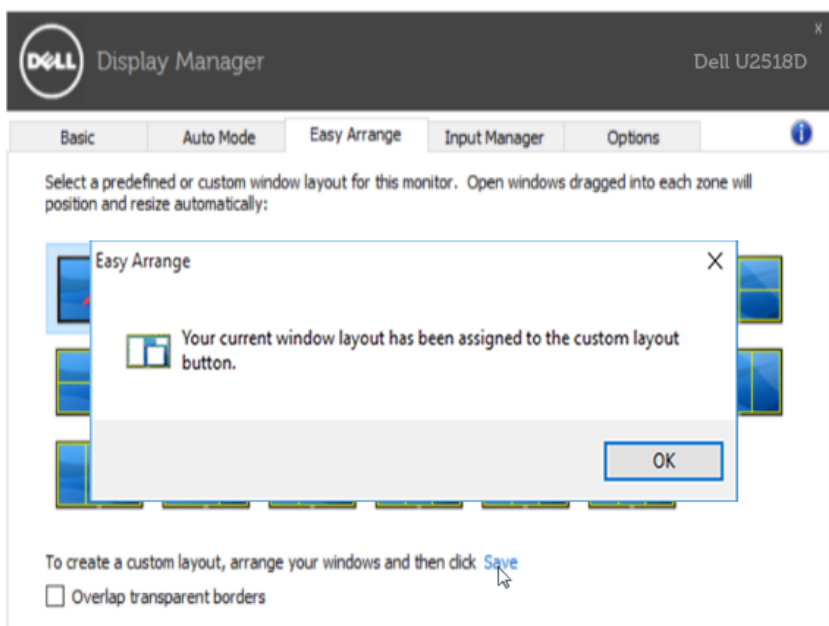 DELL Display Manager
X
Dell U2518D
Basic Auto Mode Easy Arrange Input Manager Options
Select a predefined or custom window layout for this monitor. Open windows dragged into each zone will
position and resize automatically:
Easy Arrange
Your current window layout has been assigned to the custom layout
button.
OK
To create a custom layout, arrange your windows and then click Save
Overlap transparent borders